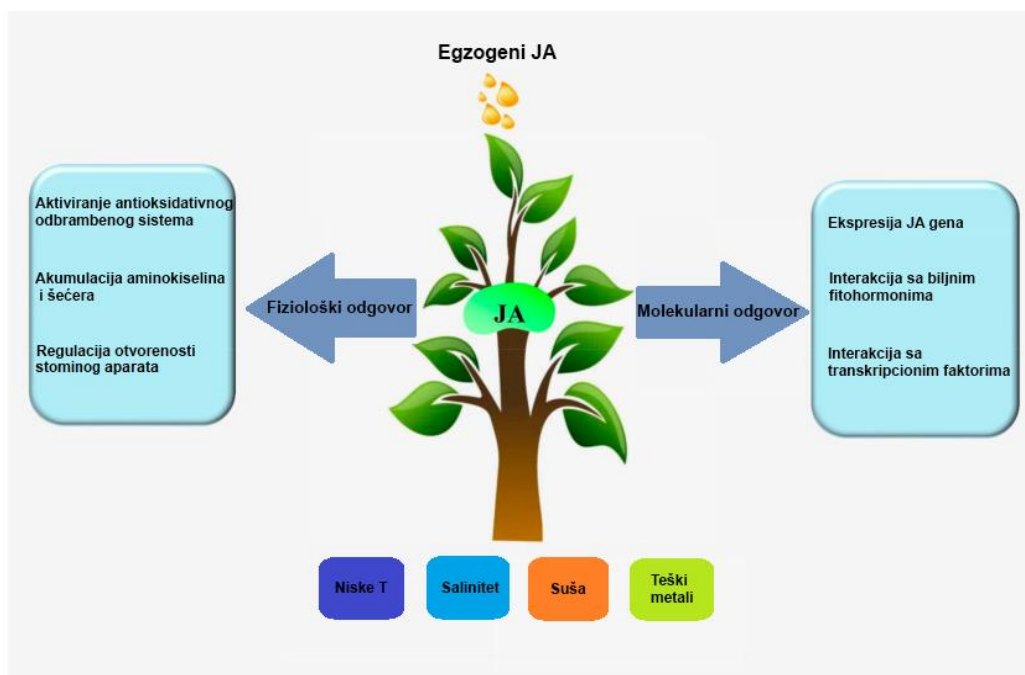 Egzogeni JA
Aktiviranje antioksidativnog
odbrambenog sistema
Akumulacija aminokiselina
i šećera
Regulacija otvorenosti
stominog aparata
Fiziološki odgovor
JA
Molekularni odgovor
Ekspresija JA gena
Interakcija sa biljnim
fitohormonima
Interakcija sa
transkripcionim faktorima
Niske T
Salinitet
Suša
Teški
metali